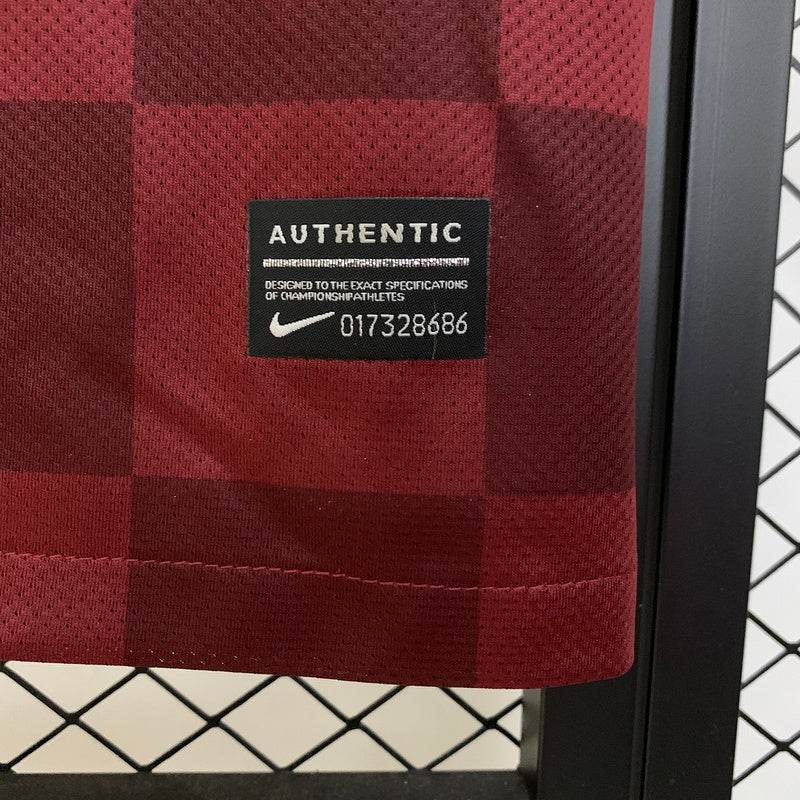 AUTHENTIC
DESIGNED TO THE EXACT SPECIFICATIONS
OF CHAMPIONSHIPATHLETES
017328686